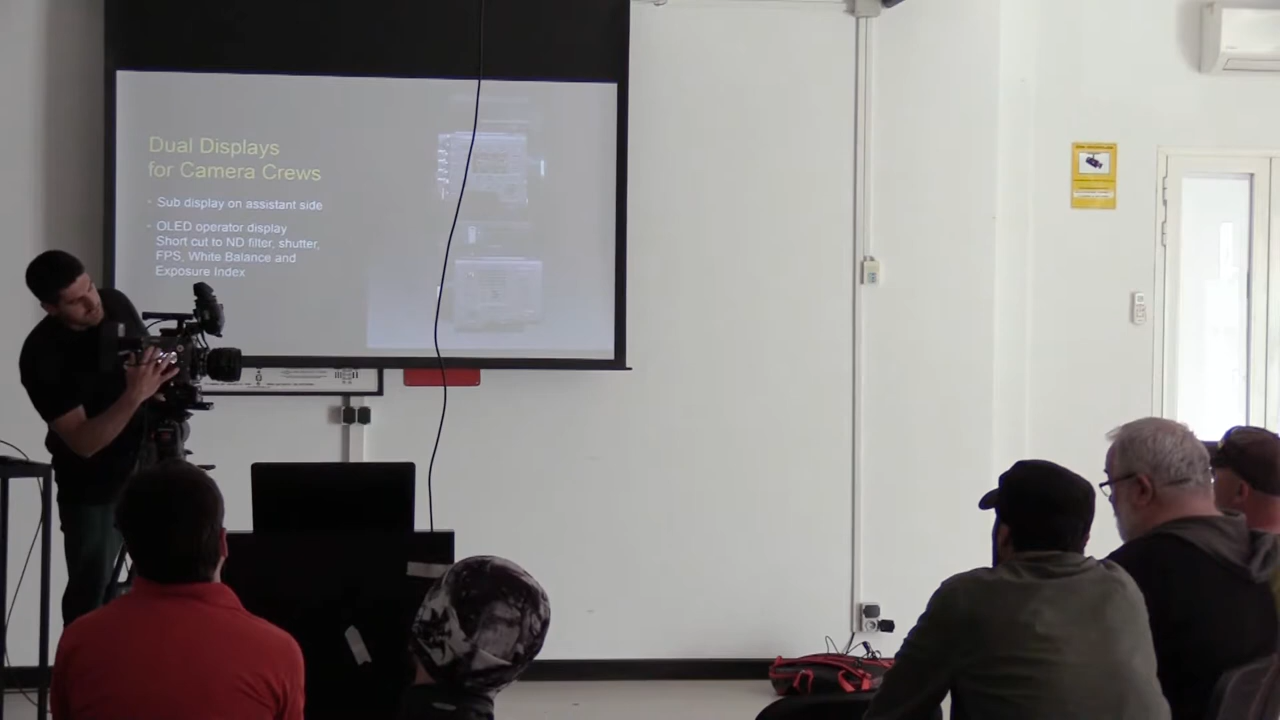 Dual Displays
for Camera Crews
- Sub display on assistant side
- OLED operator display
Short cut to ND filter, shutter,
FPS, White Balance and
Exposure Index